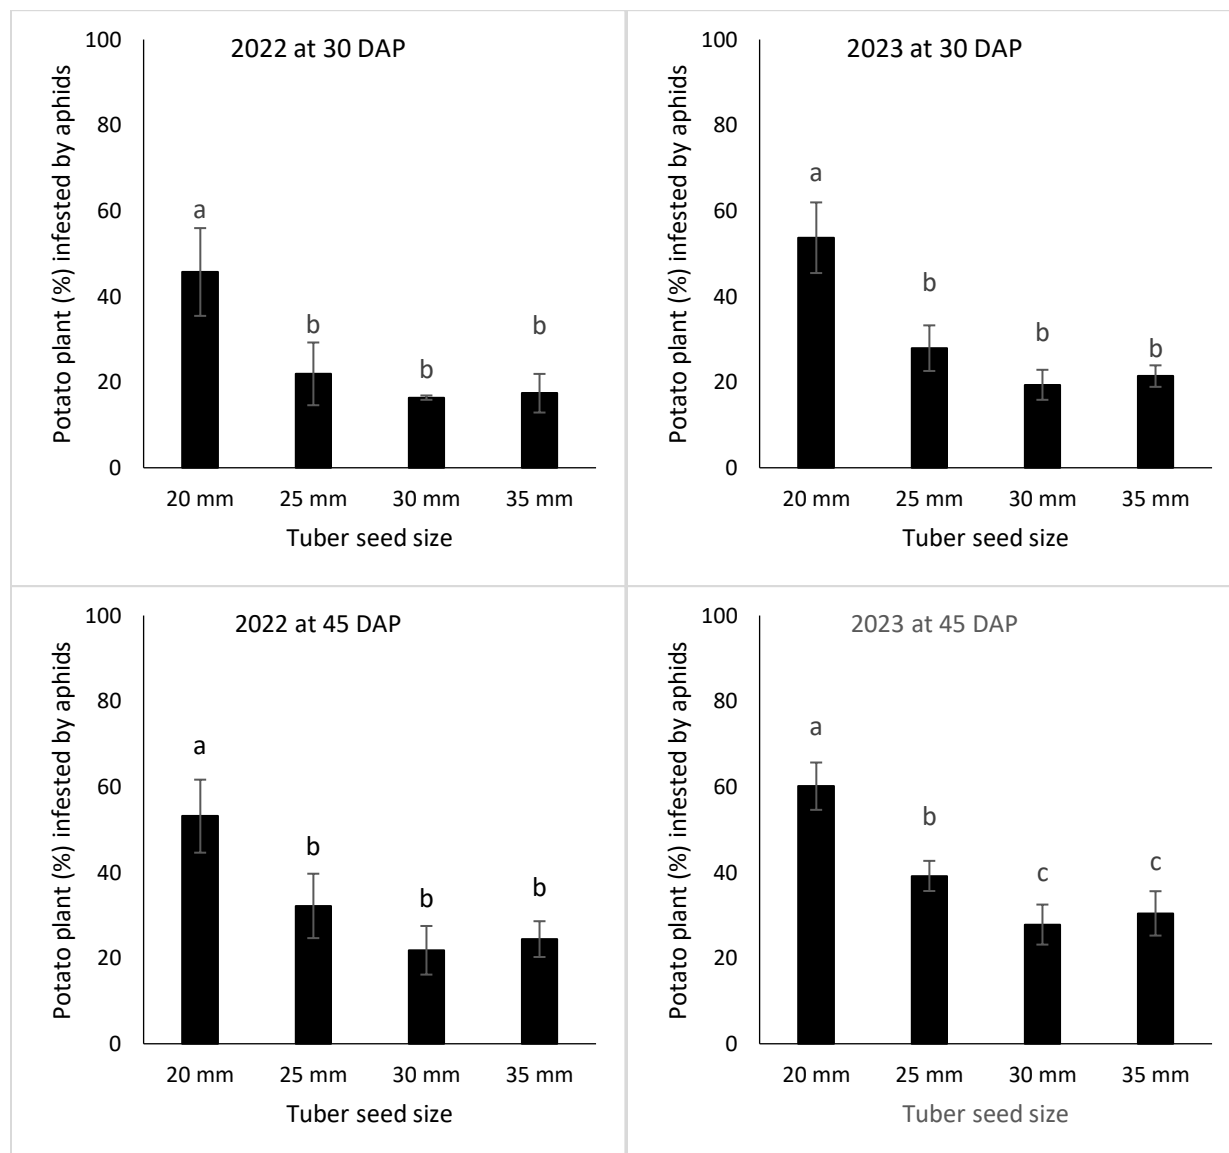 2022 at 30 DAP
Potato plant (%) infested by aphids
100
80
60
40
20
0
a
b
b
b
20 mm 25 mm 30 mm 35 mm
Tuber seed size
2023 at 30 DAP
Potato plant (%) infested by aphids
100
80
60
40
20
0
a
b
b
b
20 mm 25 mm 30 mm 35 mm
Tuber seed size
2022 at 45 DAP
Potato plant (%) infested by aphids
100
80
60
40
20
0
a
b
b
b
20 mm 25 mm 30 mm 35 mm
Tuber seed size
2023 at 45 DAP
Potato plant (%) infested by aphids
100
80
60
40
20
0
a
b
c
c
20 mm 25 mm 30 mm 35 mm
Tuber seed size